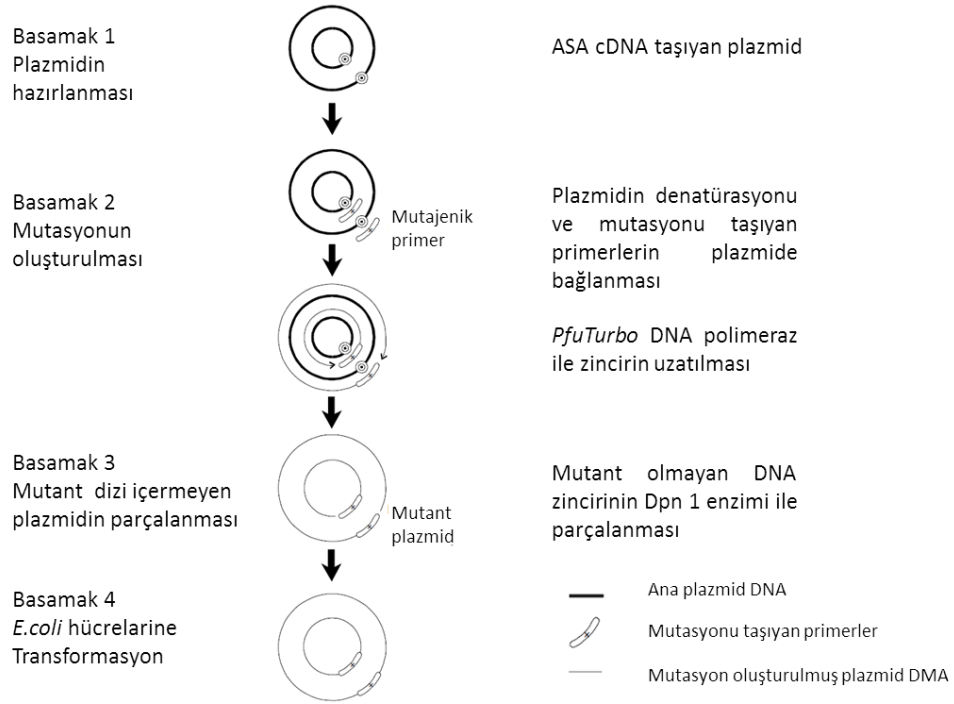 Basamak 1
Plazmidin
hazırlanması
ASA cDNA taşıyan plazmid
Basamak 2
Mutasyonun
oluşturulması
Mutajenik
primer
Plazmidin denatürasyonu
ve mutasyonu taşıyan
primerlerin plazmide
bağlanması
PfuTurbo DNA polimeraz
ile zincirin uzatılması
Basamak 3
Mutant dizi içermeyen
plazmidin parçalanması
Mutant
plazmid
Mutant olmayan DNA
zincirinin Dpn 1 enzimi ile
parçalanması
Basamak 4
E.coli hücrelarine
Transformasyon
Ana plazmid DNA
Mutasyonu taşıyan primerler
Mutasyon oluşturulmuş plazmid DMA